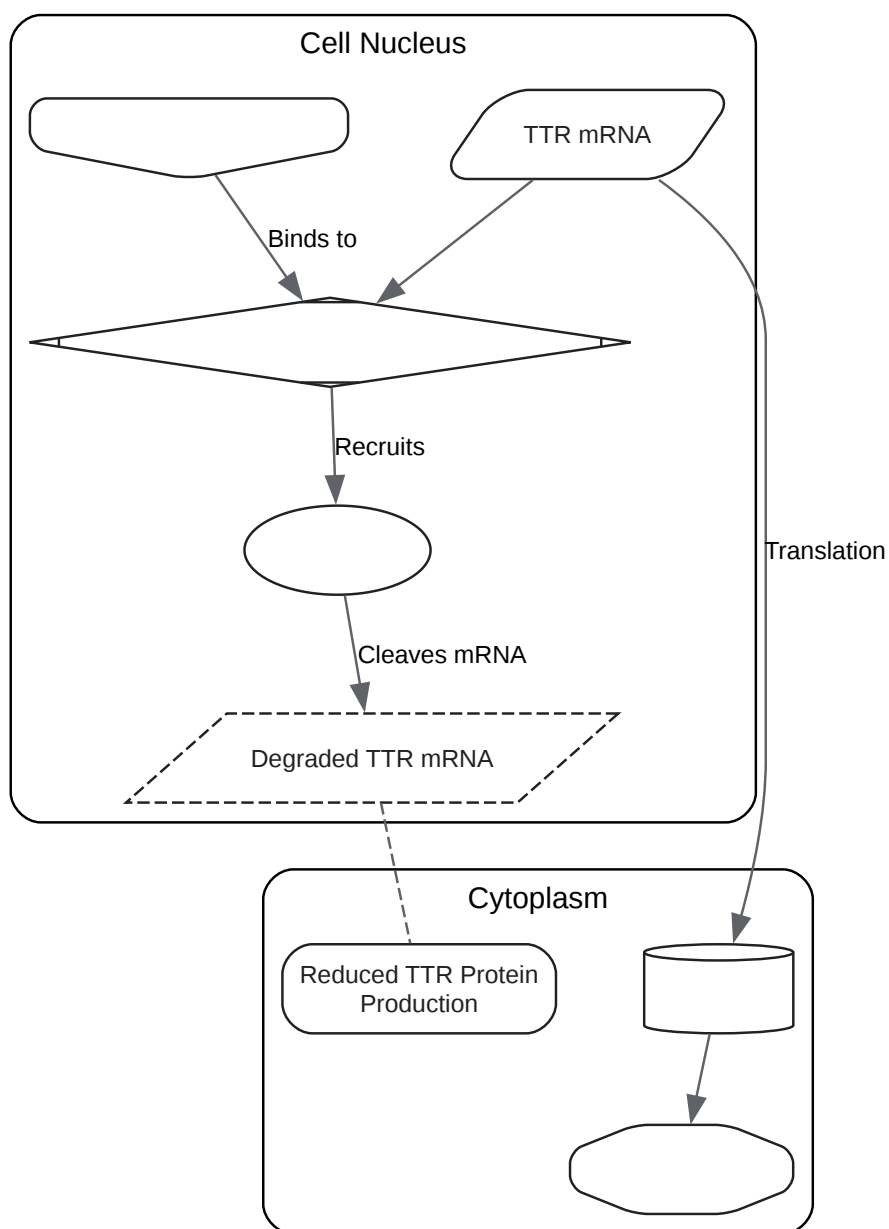 Cell Nucleus
TTR mRNA
Binds to
Recruits
Translation
Cleaves mRNA
Degraded TTR mRNA
Cytoplasm
Reduced TTR Protein
Production